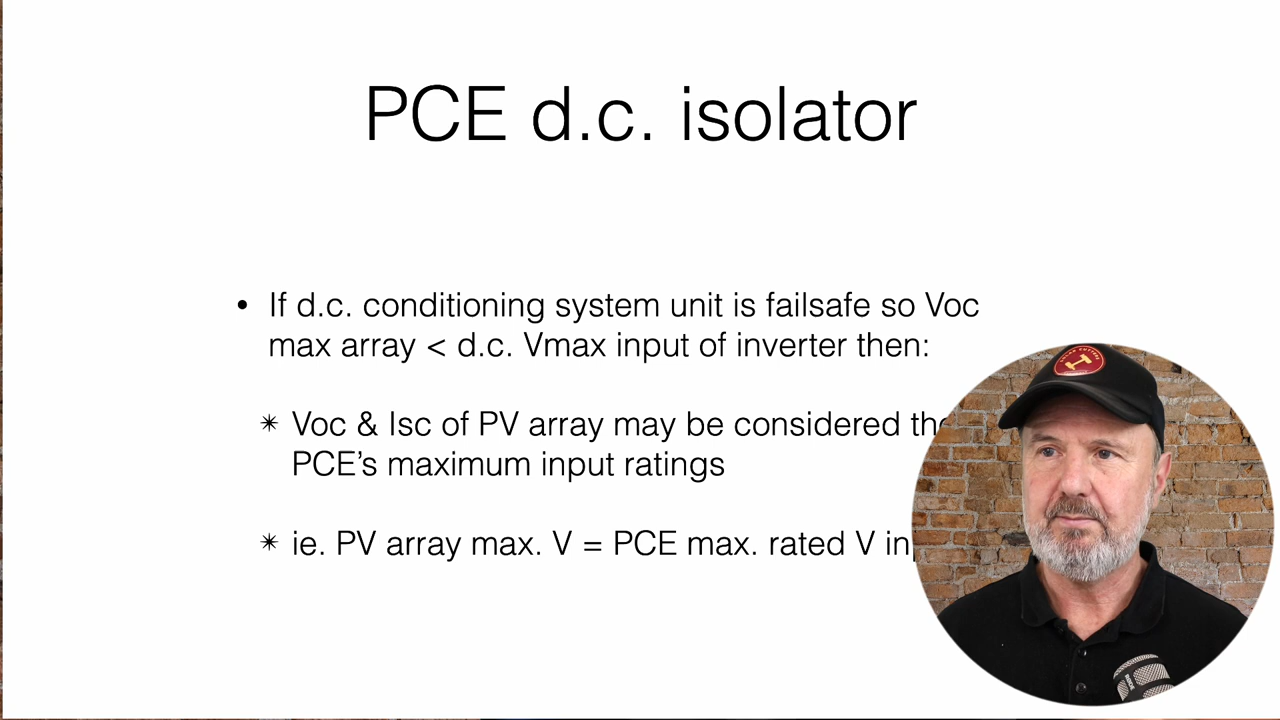 PCE d.c. isolator
• If d.c. conditioning system unit is failsafe so Voc
max array < d.c. Vmax input of inverter then:
✴ Voc & Isc of PV array may be considered the
PCE’s maximum input ratings
✴ ie. PV array max. V = PCE max. rated V